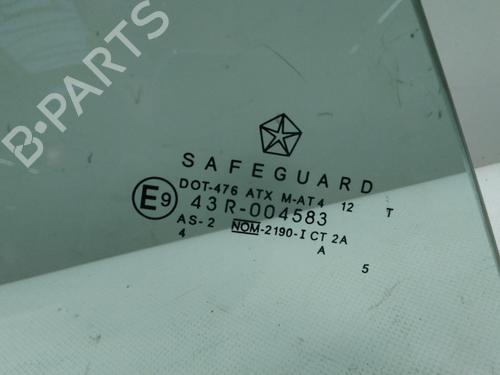 B-PARTS
SAFEGUARD
DOT-476 ATX M-AT4 12 T
E9 43R-004583
AS-2 NOM-2190-I CT 2A
4 A
5